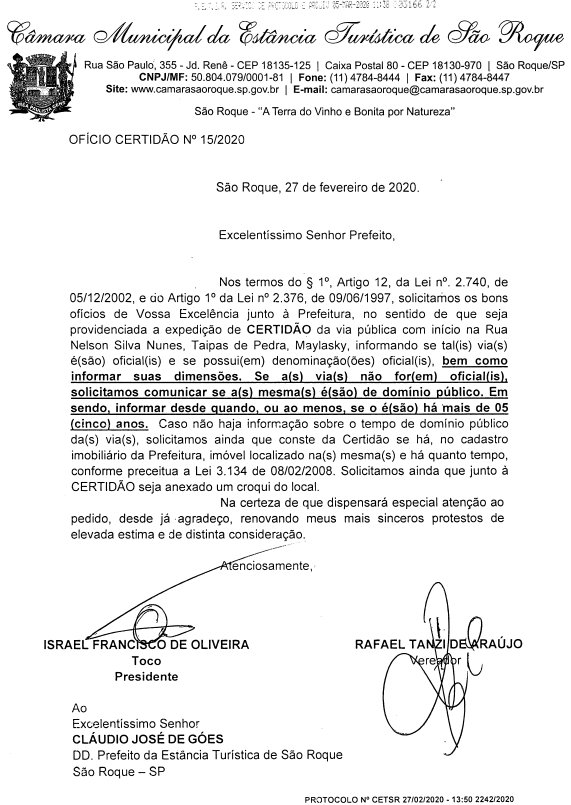 P.E.T.S.R. SERVICO DE PROTOCOLO E ARQUIV 05-MAR-2020 11:38 000166 2/2
Câmara Municipal da Estância Turística de São Roque
Rua São Paulo, 355 - Jd. Renê - CEP 18135-125 | Caixa Postal 80 - CEP 18130-970 | São Roque/SP
CNPJ/MF: 50.804.079/0001-81 | Fone: (11) 4784-8444 | Fax: (11) 4784-8447
Site: www.camarasaoroque.sp.gov.br | E-mail: camarasaoroque@camarasaoroque.sp.gov.br
São Roque - “A Terra do Vinho e Bonita por Natureza”
OFÍCIO CERTIDÃO Nº 15/2020
São Roque, 27 de fevereiro de 2020.
Excelentíssimo Senhor Prefeito,
Nos termos do § 1º, Artigo 12, da Lei nº. 2.740, de
05/12/2002, e do Artigo 1º da Lei nº 2.376, de 09/06/1997, solicitamos os bons
ofícios de Vossa Excelência junto à Prefeitura, no sentido de que seja
providenciada a expedição de CERTIDÃO da via pública com início na Rua
Nelson Silva Nunes, Taipas de Pedra, Maylasky, informando se tal(is) via(s)
é(são) oficial(is) e se possui(em) denominação(ões) oficial(is), bem como
informar suas dimensões. Se a(s) via(s) não for(em) oficial(is),
solicitamos comunicar se a(s) mesma(s) é(são) de domínio público. Em
sendo, informar desde quando, ou ao menos, se o é(são) há mais de 05
(cinco) anos. Caso não haja informação sobre o tempo de domínio público
da(s) via(s), solicitamos ainda que conste da Certidão se há, no cadastro
imobiliário da Prefeitura, imóvel localizado na(s) mesma(s) e há quanto tempo,
conforme preceitua a Lei 3.134 de 08/02/2008. Solicitamos ainda que junto à
CERTIDÃO seja anexado um croqui do local.
Na certeza de que dispensará especial atenção ao
pedido, desde já agradeço, renovando meus mais sinceros protestos de
elevada estima e de distinta consideração.
Atenciosamente,
ISRAEL FRANCISCO DE OLIVEIRA
Toco
Presidente
RAFAEL TANZI DE ARAÚJO
Vereador
Ao
Excelentíssimo Senhor
CLÁUDIO JOSÉ DE GÓES
DD. Prefeito da Estância Turística de São Roque
São Roque – SP
PROTOCOLO Nº CETSR 27/02/2020 - 13:50 2242/2020